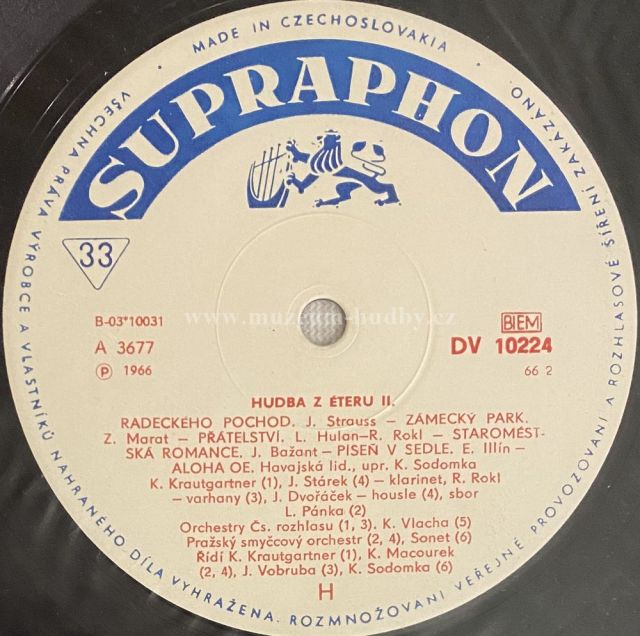 MADE IN CZECHOSLOVAKIA
SUPRAPHON
VŠECHNA PRÁVA VÝROBCE A VLASTNÍKŮ NAHRANÉHO DÍLA VYHRAŽENA. ROZMNOŽOVÁNÍ VEŘEJNÉ PROVOZOVÁNÍ A ROZHLASOVÉ ŠÍŘENÍ ZAKÁZÁNO.
33
B-03*10031
A 3677
Ⓟ 1966
BIEM
DV 10224
66 2
www.muzeum-hudby.cz
HUDBA Z ÉTERU II.
RADECKÉHO POCHOD. J. Strauss – ZÁMECKÝ PARK.
Z. Marat – PŘÁTELSTVÍ. L. Hulan–R. Rokl – STAROMĚST-
SKÁ ROMANCE. J. Bažant – PÍSEŇ V SEDLE. E. Illín –
ALOHA OE. Havajská lid., upr. K. Sodomka
K. Krautgartner (1), J. Stárek (4) – klarinet, R. Rokl
– varhany (3), J. Dvořáček – housle (4), sbor
L. Pánka (2)
Orchestry Čs. rozhlasu (1, 3). K. Vlacha (5)
Pražský smyčcový orchestr (2, 4), Sonet (6)
Řídí K. Krautgartner (1), K. Macourek
(2, 4), J. Vobruba (3), K. Sodomka (6)
H